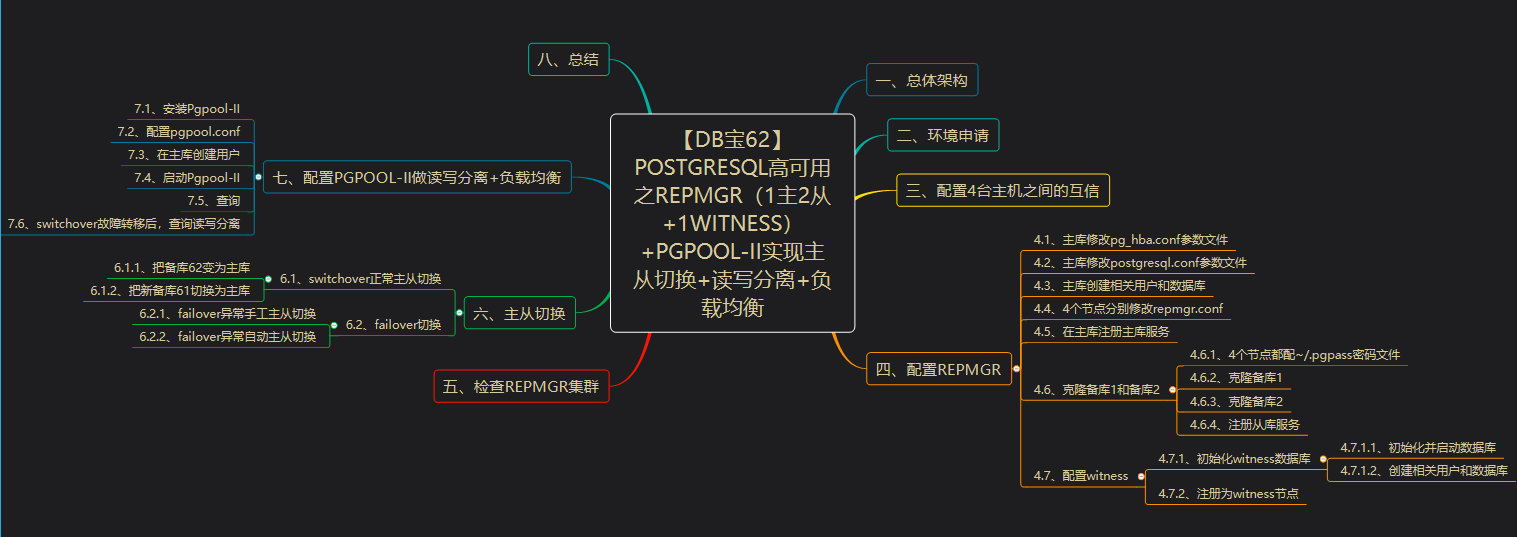 【DB宝62】
POSTGRESQL高可用
之REPMGR（1主2从
+1WITNESS）
+PGPOOL-II实现主
从切换+读写分离+负
载均衡
一、总体架构
二、环境申请
三、配置4台主机之间的互信
四、配置REPMGR
4.1、主库修改pg_hba.conf参数文件
4.2、主库修改postgresql.conf参数文件
4.3、主库创建相关用户和数据库
4.4、4个节点分别修改repmgr.conf
4.5、在主库注册主库服务
4.6、克隆备库1和备库2
4.6.1、4个节点都配~/.pgpass密码文件
4.6.2、克隆备库1
4.6.3、克隆备库2
4.6.4、注册从库服务
4.7、配置witness
4.7.1、初始化witness数据库
4.7.1.1、初始化并启动数据库
4.7.1.2、创建相关用户和数据库
4.7.2、注册为witness节点
五、检查REPMGR集群
六、主从切换
6.1、switchover正常主从切换
6.1.1、把备库62变为主库
6.1.2、把新备库61切换为主库
6.2、failover切换
6.2.1、failover异常手工主从切换
6.2.2、failover异常自动主从切换
七、配置PGPOOL-II做读写分离+负载均衡
7.1、安装Pgpool-II
7.2、配置pgpool.conf
7.3、在主库创建用户
7.4、启动Pgpool-II
7.5、查询
7.6、switchover故障转移后，查询读写分离
八、总结